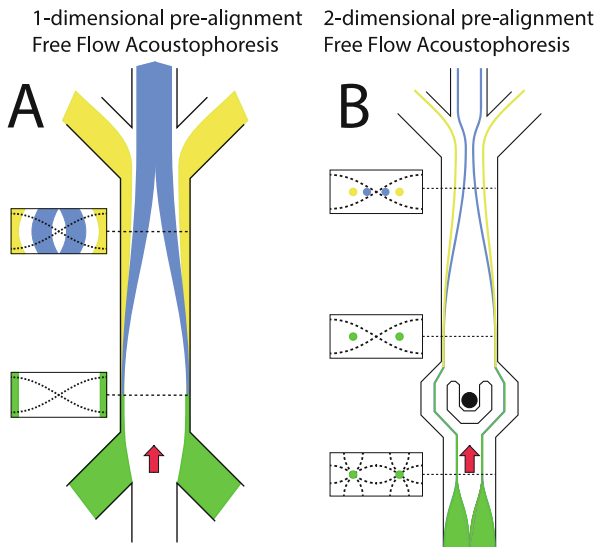 1-dimensional pre-alignment
Free Flow Acoustophoresis
2-dimensional pre-alignment
Free Flow Acoustophoresis
A
B